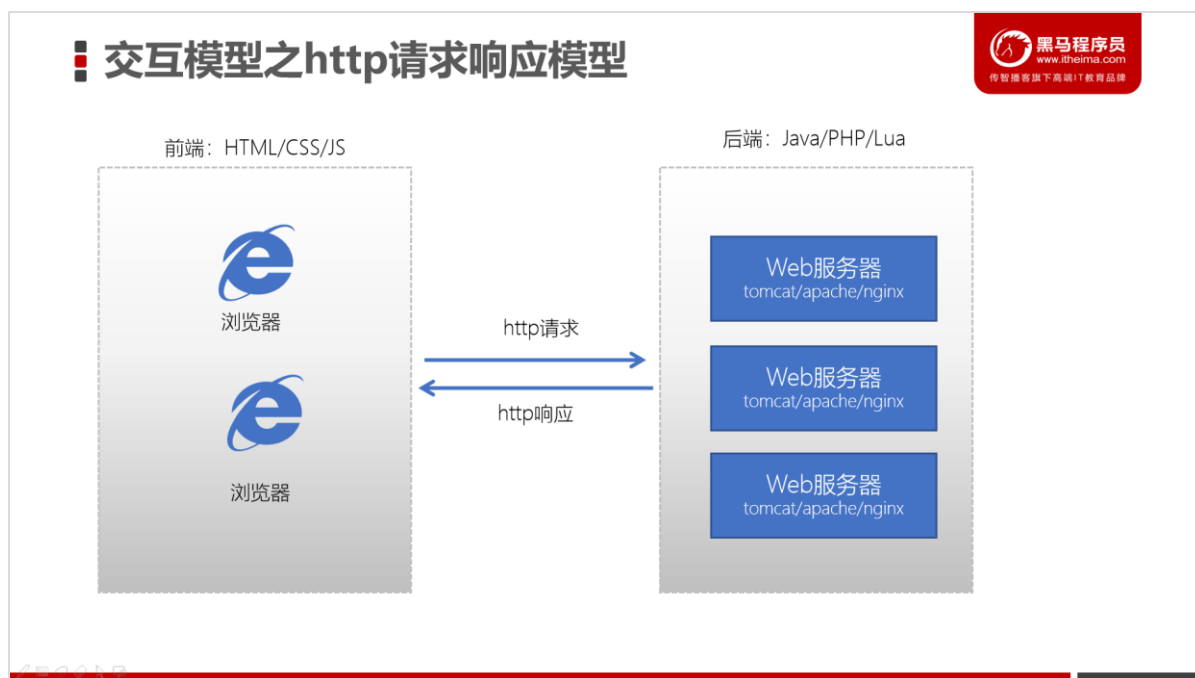 交互模型之http请求响应模型
黑马程序员
www.itheima.com
传智播客旗下高端IT教育品牌
前端：HTML/CSS/JS
后端：Java/PHP/Lua
浏览器
浏览器
http请求
http响应
Web服务器
tomcat/apache/nginx
Web服务器
tomcat/apache/nginx
Web服务器
tomcat/apache/nginx